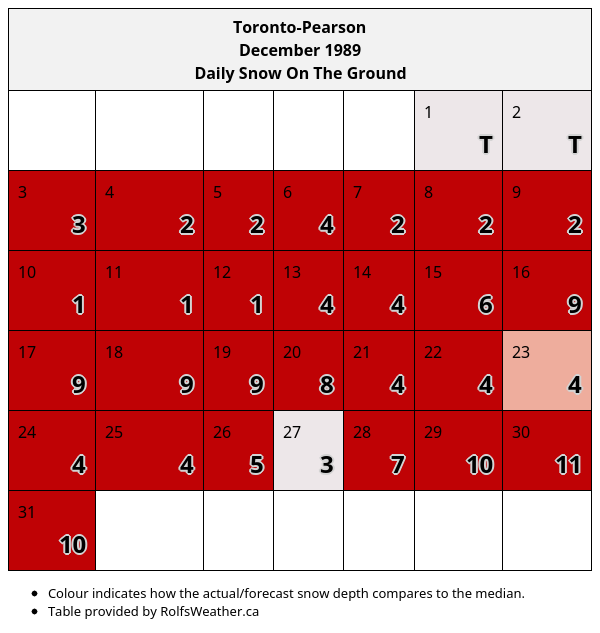 Toronto-Pearson
December 1989
Daily Snow On The Ground
1 2
T T
3 4 5 6 7 8 9
3 2 2 4 2 2 2
10 11 12 13 14 15 16
1 1 1 4 4 6 9
17 18 19 20 21 22 23
9 9 9 8 4 4 4
24 25 26 27 28 29 30
4 4 5 3 7 10 11
31
10
• Colour indicates how the actual/forecast snow depth compares to the median.
• Table provided by RolfsWeather.ca